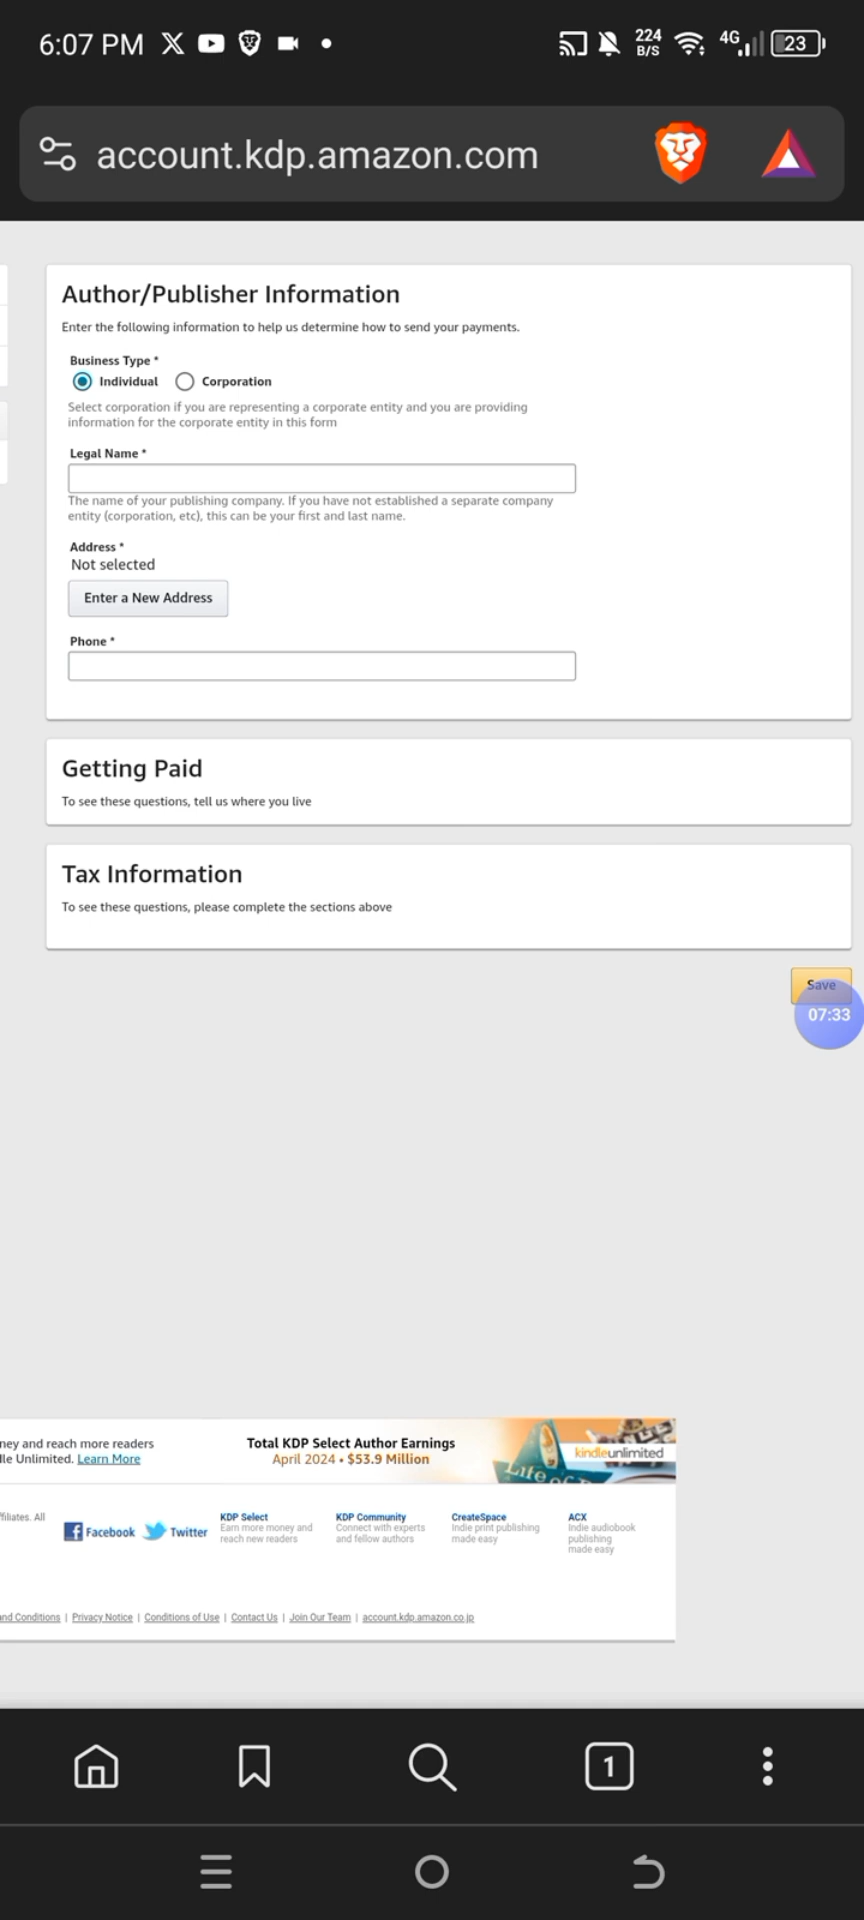 6:07 PM
224
B/S
4G
23
account.kdp.amazon.com
Author/Publisher Information
Enter the following information to help us determine how to send your payments.
Business Type *
Individual Corporation
Select corporation if you are representing a corporate entity and you are providing
information for the corporate entity in this form
Legal Name *
The name of your publishing company. If you have not established a separate company
entity (corporation, etc), this can be your first and last name.
Address *
Not selected
Enter a New Address
Phone *
Getting Paid
To see these questions, tell us where you live
Tax Information
To see these questions, please complete the sections above
Save
07:33
ney and reach more readers
dle Unlimited. Learn More
Total KDP Select Author Earnings
April 2024 • $53.9 Million
Life of
kindleunlimited
ffiliates. All
Facebook Twitter
KDP Select
Earn more money and
reach new readers
KDP Community
Connect with experts
and fellow authors
CreateSpace
Indie print publishing
made easy
ACX
Indie audiobook
publishing
made easy
and Conditions | Privacy Notice | Conditions of Use | Contact Us | Join Our Team | account.kdp.amazon.co.jp
1